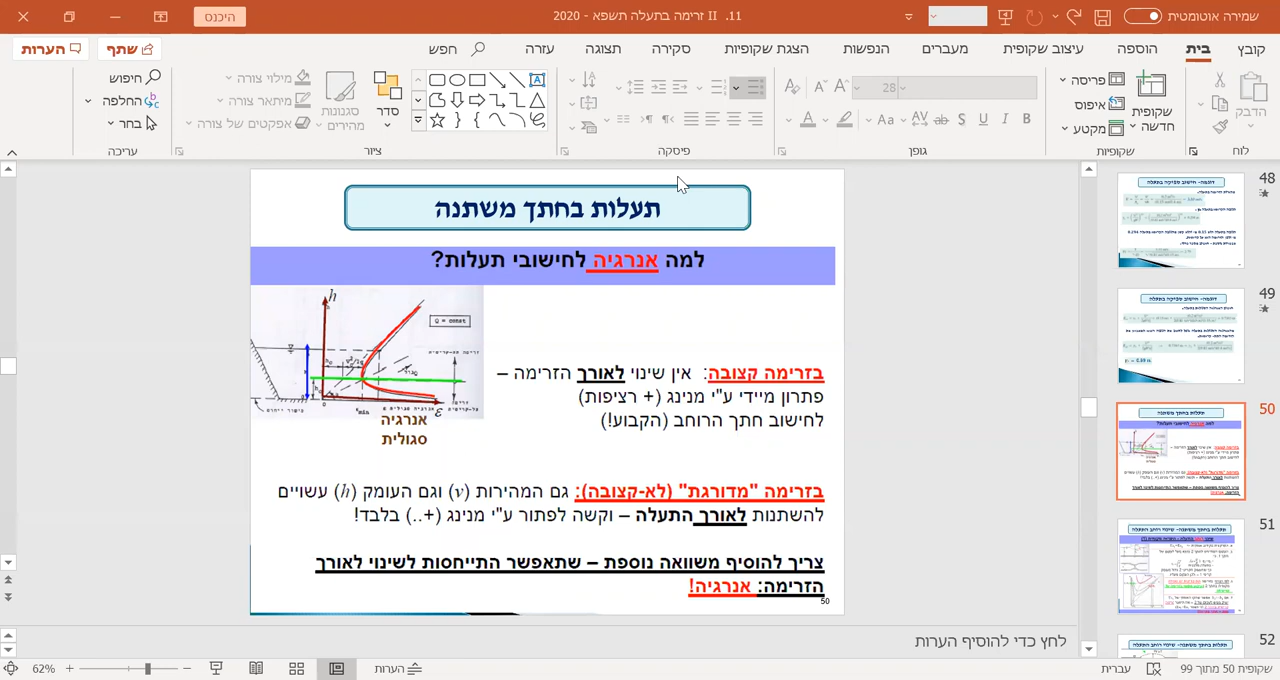 שמירה אוטומטית
11. II זרימה בתעלה תשפא - 2020
היכנס
קובץ
בית
הוספה
עיצוב שקופית
מעברים
הנפשות
הצגת שקופיות
סקירה
תצוגה
עזרה
חפש
שתף
הערות
הדבק
לוח
שקופית חדשה
פריסה
איפוס
מקטע
שקופיות
28
גופן
פיסקה
סדר
סגנונות מהירים
מילוי צורה
מיתאר צורה
אפקטים של צורה
ציור
חיפוש
החלפה
בחר
עריכה
תעלות בחתך משתנה
למה אנרגיה לחישובי תעלות?
h
Q = const
ε
אנרגיה
סגולית
בזרימה קצובה: אין שינוי לאורך הזרימה –
פתרון מיידי ע"י מנינג (+ רציפות)
לחישוב חתך הרוחב (הקבוע!)
בזרימה "מדורגת" (לא-קצובה): גם המהירות (v) וגם העומק (h) עשויים
להשתנות לאורך התעלה – וקשה לפתור ע"י מנינג (+..) בלבד!
צריך להוסיף משוואה נוספת – שתאפשר התייחסות לשינוי לאורך
הזרימה: אנרגיה!
50
48
49
50
51
52
לחץ כדי להוסיף הערות
שקופית 50 מתוך 99
עברית
הערות
62%